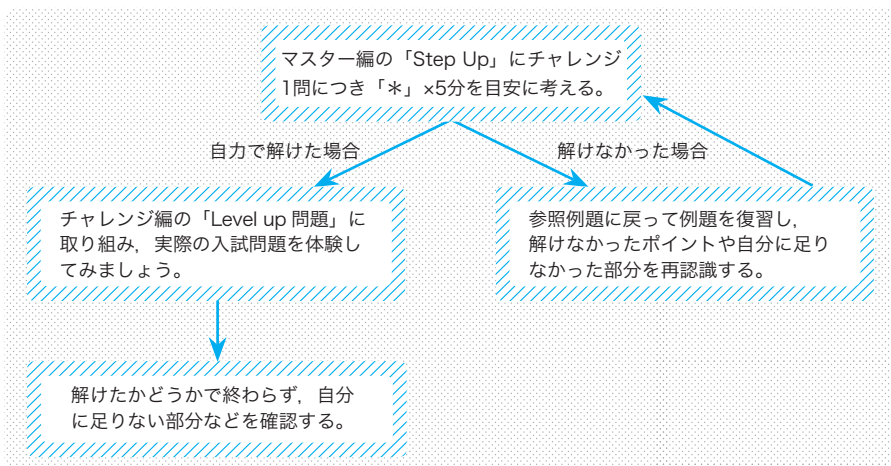 マスター編の「Step Up」にチャレンジ
1問につき「＊」×5分を目安に考える。
自力で解けた場合
解けなかった場合
チャレンジ編の「Level up 問題」に
取り組み，実際の入試問題を体験し
てみましょう。
参照例題に戻って例題を復習し，
解けなかったポイントや自分に足り
なかった部分を再認識する。
解けたかどうかで終わらず，自分
に足りない部分などを確認する。